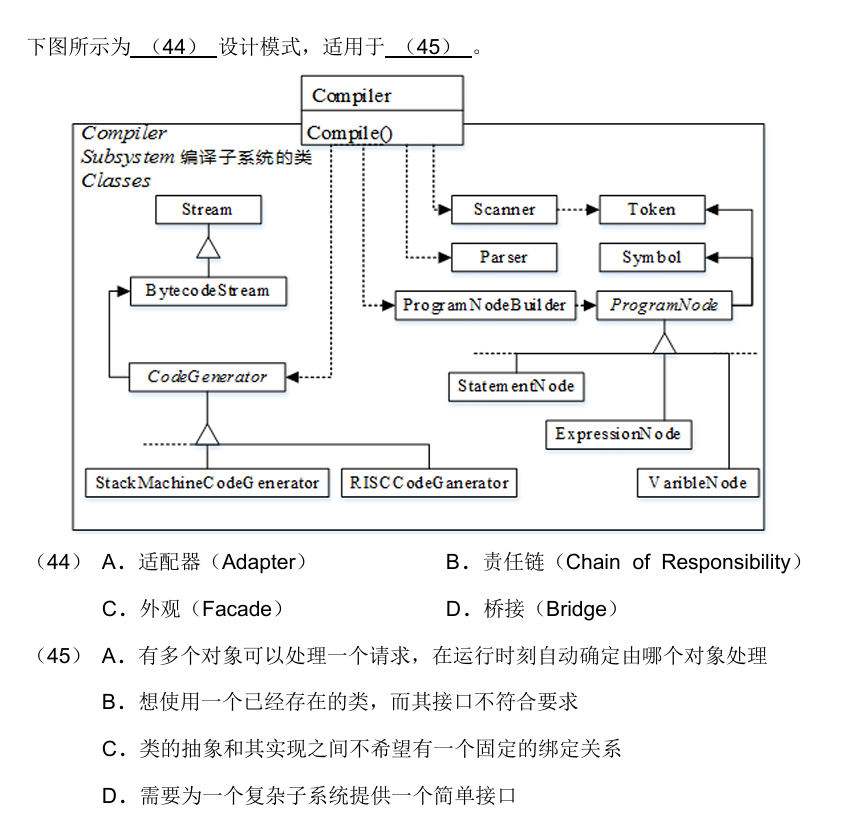 下图所示为 （44） 设计模式，适用于 （45） 。
Compiler
Compile()
Compiler
Subsystem 编译子系统的类
Classes
Stream
Scanner
Token
Parser
Symbol
BytecodeStream
ProgramNodeBuilder
ProgramNode
CodeGenerator
StatementNode
ExpressionNode
StackMachineCodeGenerator
RISCCodeGanerator
VaribleNode
（44） A．适配器（Adapter） B．责任链（Chain of Responsibility）
C．外观（Facade） D．桥接（Bridge）
（45） A．有多个对象可以处理一个请求，在运行时刻自动确定由哪个对象处理
B．想使用一个已经存在的类，而其接口不符合要求
C．类的抽象和其实现之间不希望有一个固定的绑定关系
D．需要为一个复杂子系统提供一个简单接口